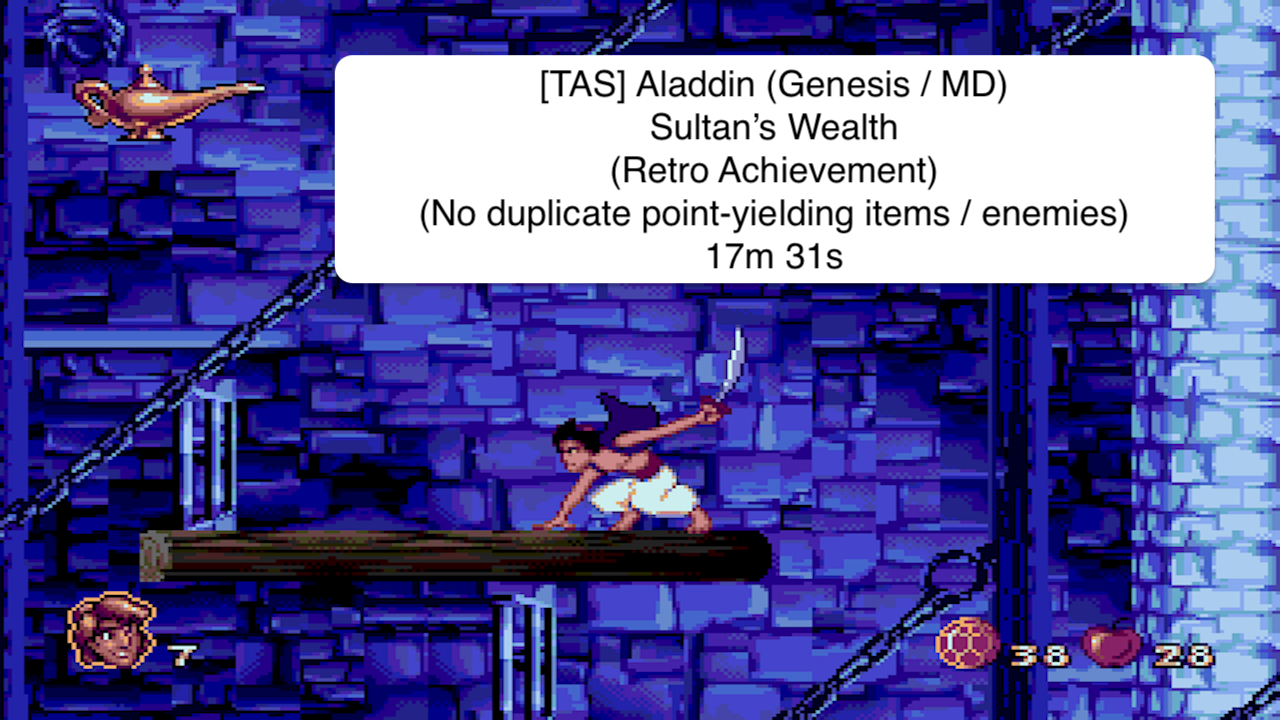 [TAS] Aladdin (Genesis / MD)
Sultan’s Wealth
(Retro Achievement)
(No duplicate point-yielding items / enemies)
17m 31s
7
38 28